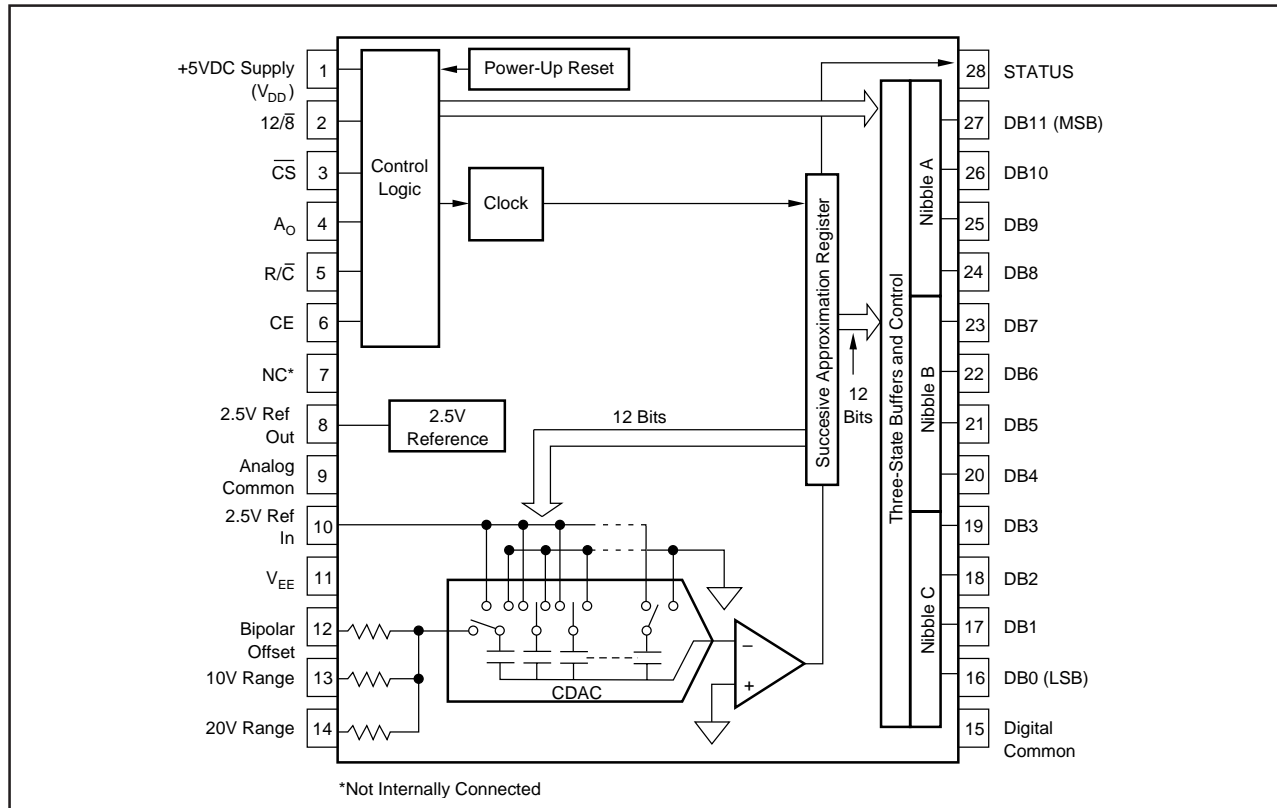 +5VDC Supply
(VDD)
1
12/8̅
2
C̅S̅
3
AO
4
R/C̅
5
CE
6
NC*
7
2.5V Ref
Out
8
Analog
Common
9
2.5V Ref
In
10
VEE
11
Bipolar
Offset
12
10V Range
13
20V Range
14
Control
Logic
Power-Up Reset
Clock
2.5V
Reference
12 Bits
CDAC
–
+
Succesive Approximation Register
12
Bits
Three-State Buffers and Control
Nibble A
Nibble B
Nibble C
28
STATUS
27
DB11 (MSB)
26
DB10
25
DB9
24
DB8
23
DB7
22
DB6
21
DB5
20
DB4
19
DB3
18
DB2
17
DB1
16
DB0 (LSB)
15
Digital
Common
*Not Internally Connected